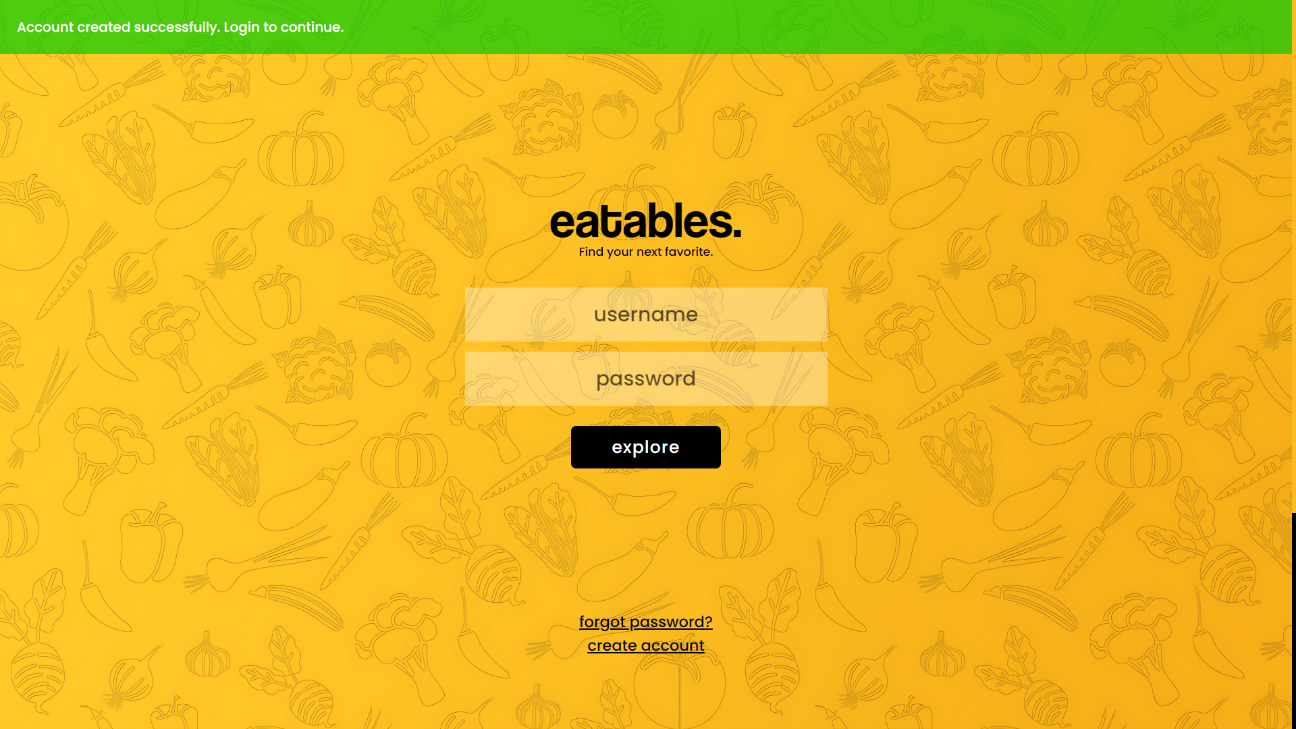 Account created successfully. Login to continue.
eatables.
Find your next favorite.
username
password
explore
forgot password?
create account